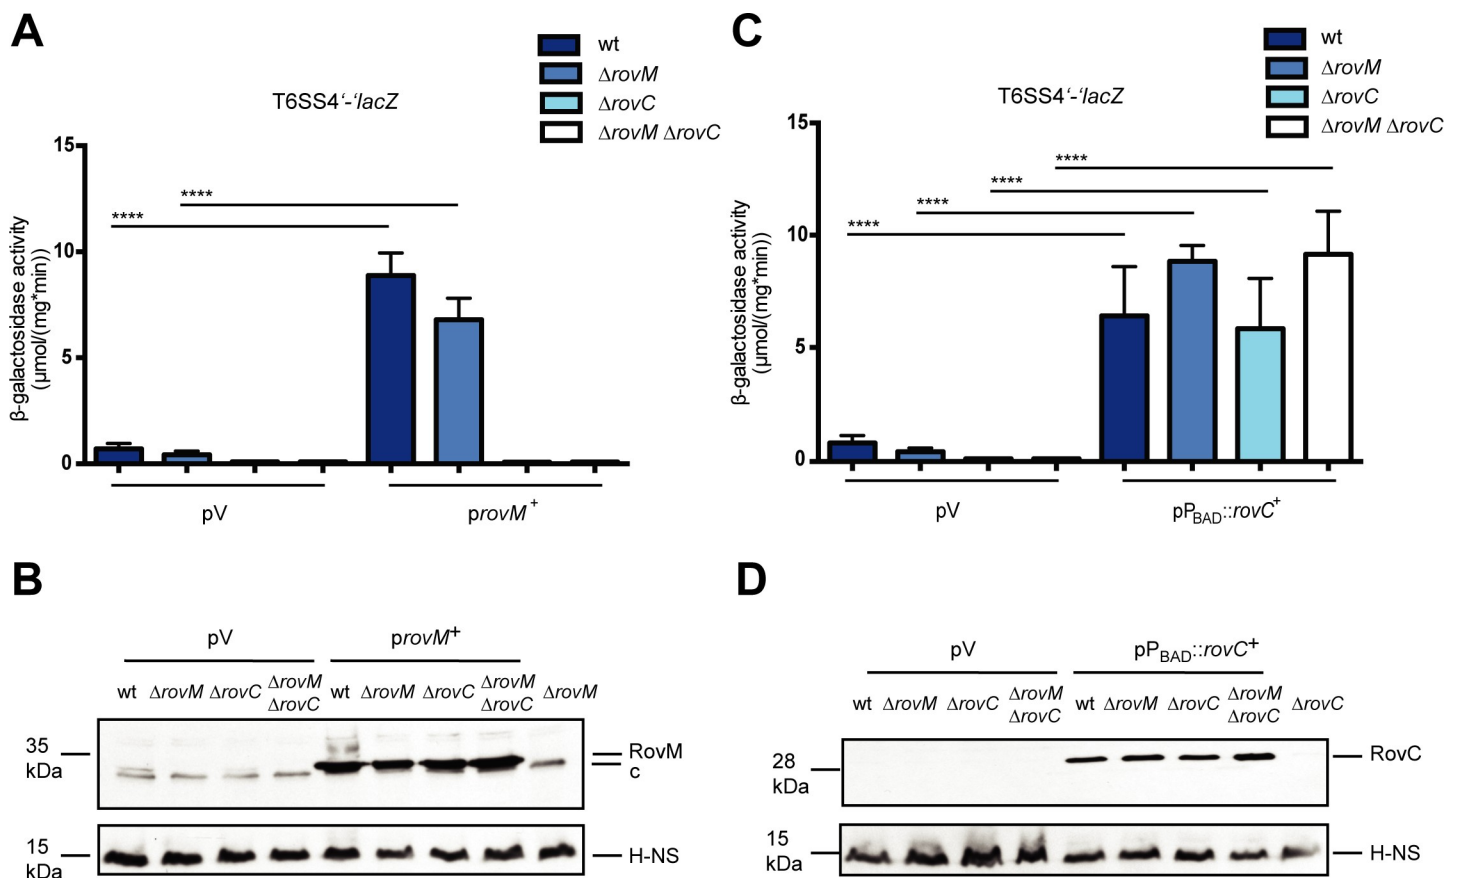 A
wt
ΔrovM
ΔrovC
ΔrovM ΔrovC
T6SS4‘-‘lacZ
15
10
5
0
β-galactosidase activity
(µmol/(mg*min))
****
****
pV
provM+
C
wt
ΔrovM
ΔrovC
ΔrovM ΔrovC
T6SS4‘-‘lacZ
15
10
5
0
β-galactosidase activity
(µmol/(mg*min))
****
****
****
****
pV
pPBAD::rovC+
B
pV provM+
wt ΔrovM ΔrovC ΔrovM ΔrovC wt ΔrovM ΔrovC ΔrovM ΔrovC ΔrovM
35 kDa
RovM
c
15 kDa
H-NS
D
pV pPBAD::rovC+
wt ΔrovM ΔrovC ΔrovM ΔrovC wt ΔrovM ΔrovC ΔrovM ΔrovC ΔrovC
28 kDa
RovC
15 kDa
H-NS